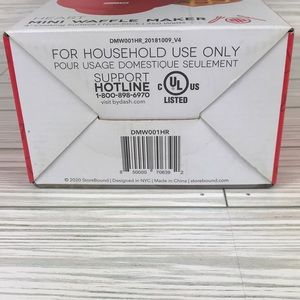 MINI WAFFLE MAKER
DMW001HR_20181009_V4
FOR HOUSEHOLD USE ONLY
POUR USAGE DOMESTIQUE SEULEMENT
SUPPORT
HOTLINE
1-800-898-6970
visit bydash.com
C UL US
LISTED
DMW001HR
© 2020 StoreBound | Designed in NYC | Made in China | storebound.com